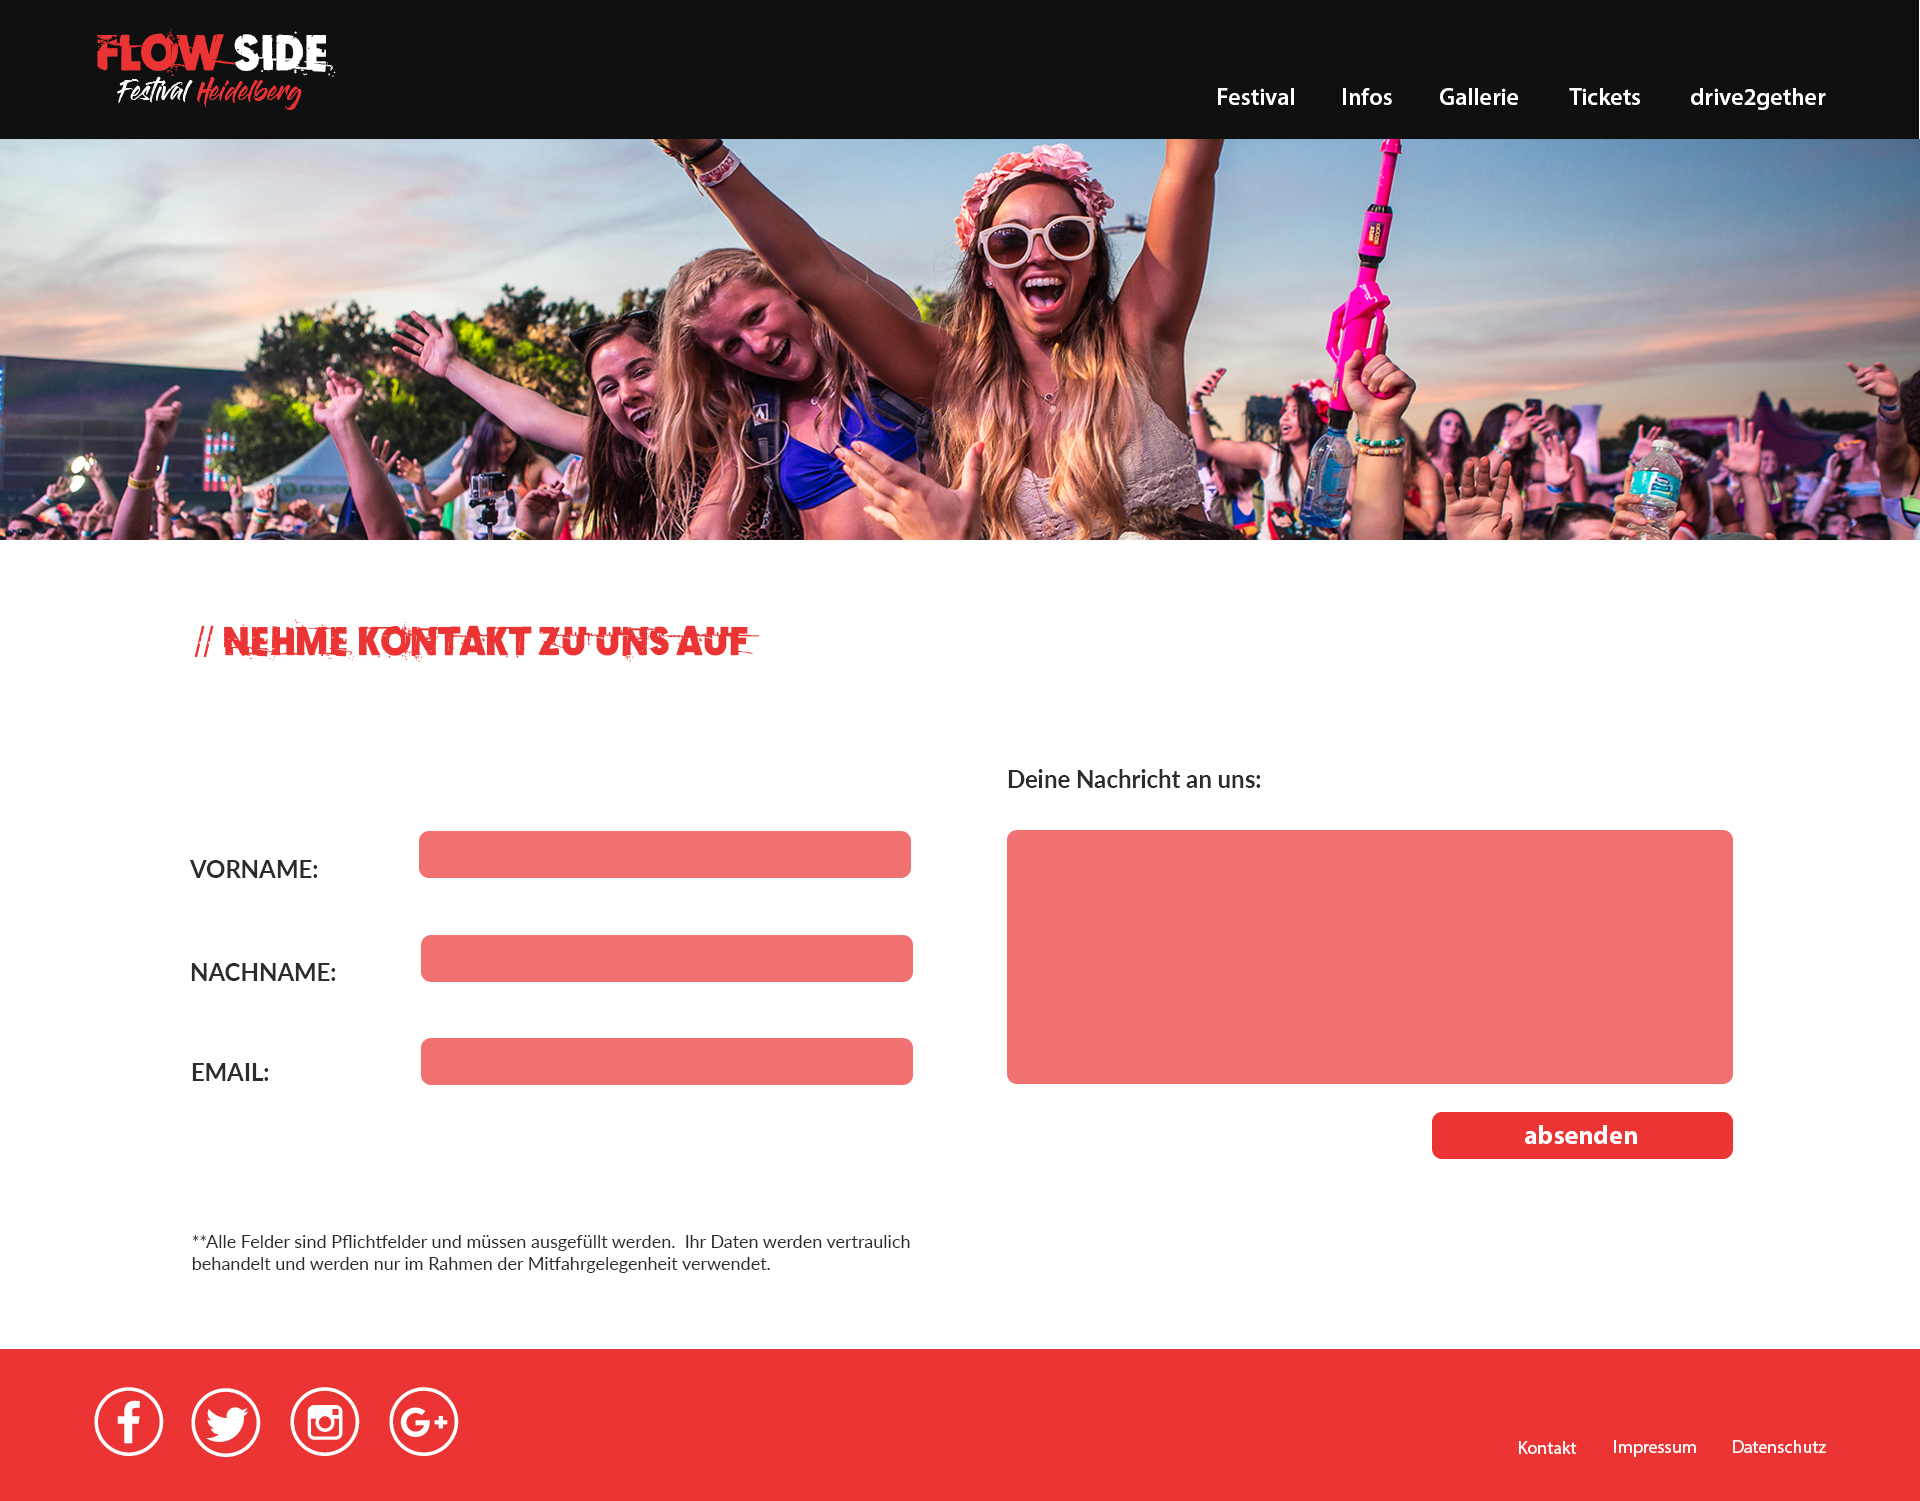 FLOW SIDE
Festival Heidelberg
Festival Infos Gallerie Tickets drive2gether
// NEHME KONTAKT ZU UNS AUF
Deine Nachricht an uns:
VORNAME:
NACHNAME:
EMAIL:
absenden
**Alle Felder sind Pflichtfelder und müssen ausgefüllt werden.  Ihr Daten werden vertraulich
behandelt und werden nur im Rahmen der Mitfahrgelegenheit verwendet.
Kontakt Impressum Datenschutz